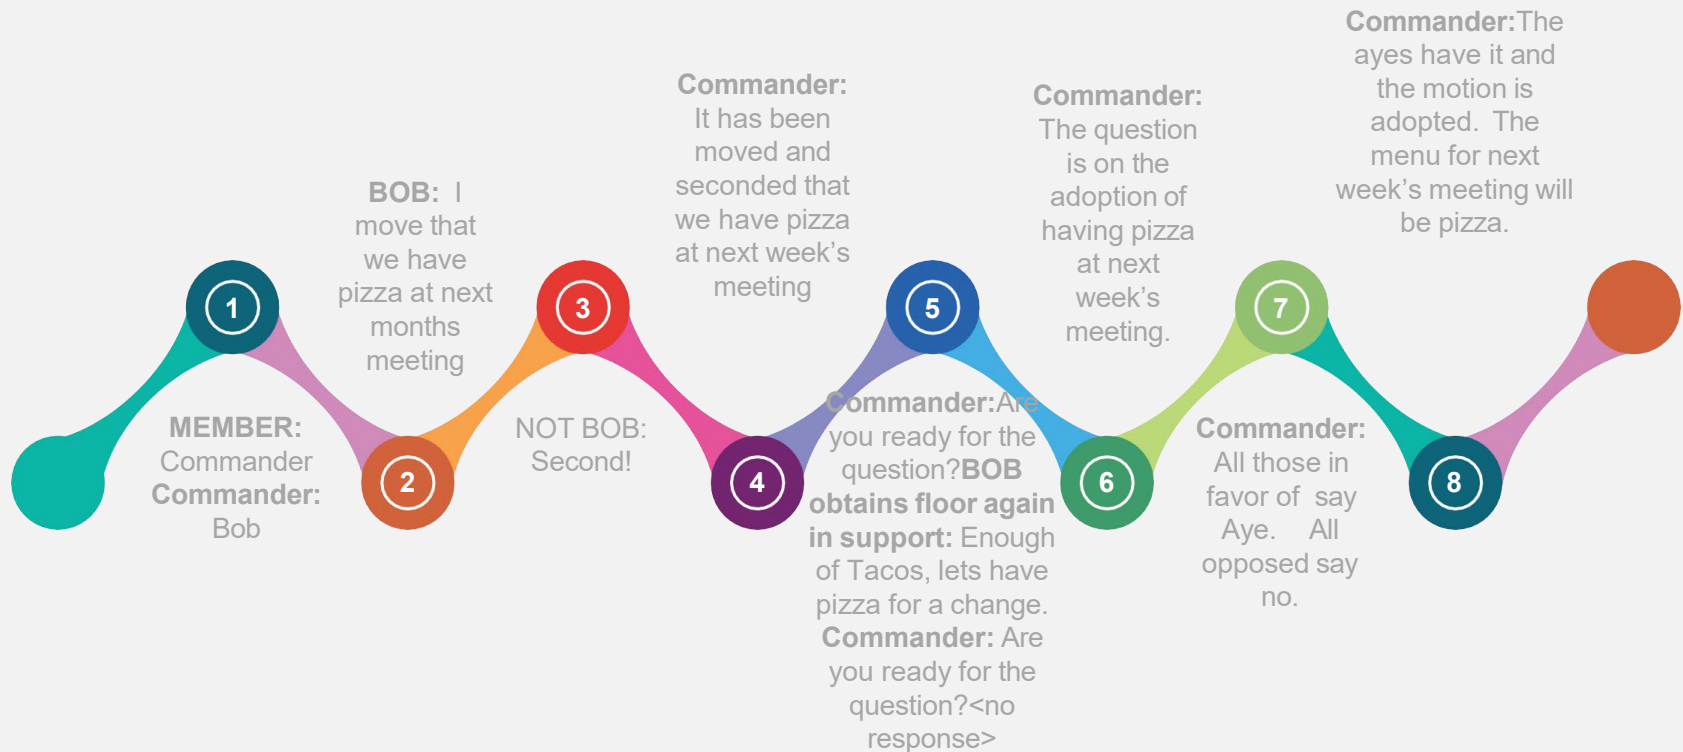 1
MEMBER:
Commander
Commander:
Bob
2
BOB: I
move that
we have
pizza at next
months
meeting
3
NOT BOB:
Second!
4
Commander:
It has been
moved and
seconded that
we have pizza
at next week’s
meeting
5
Commander:Are
you ready for the
question?BOB
obtains floor again
in support: Enough
of Tacos, lets have
pizza for a change.
Commander: Are
you ready for the
question?<no
response>
6
Commander:
The question
is on the
adoption of
having pizza
at next
week’s
meeting.
7
Commander:
All those in
favor of say
Aye. All
opposed say
no.
8
Commander:The
ayes have it and
the motion is
adopted. The
menu for next
week’s meeting will
be pizza.